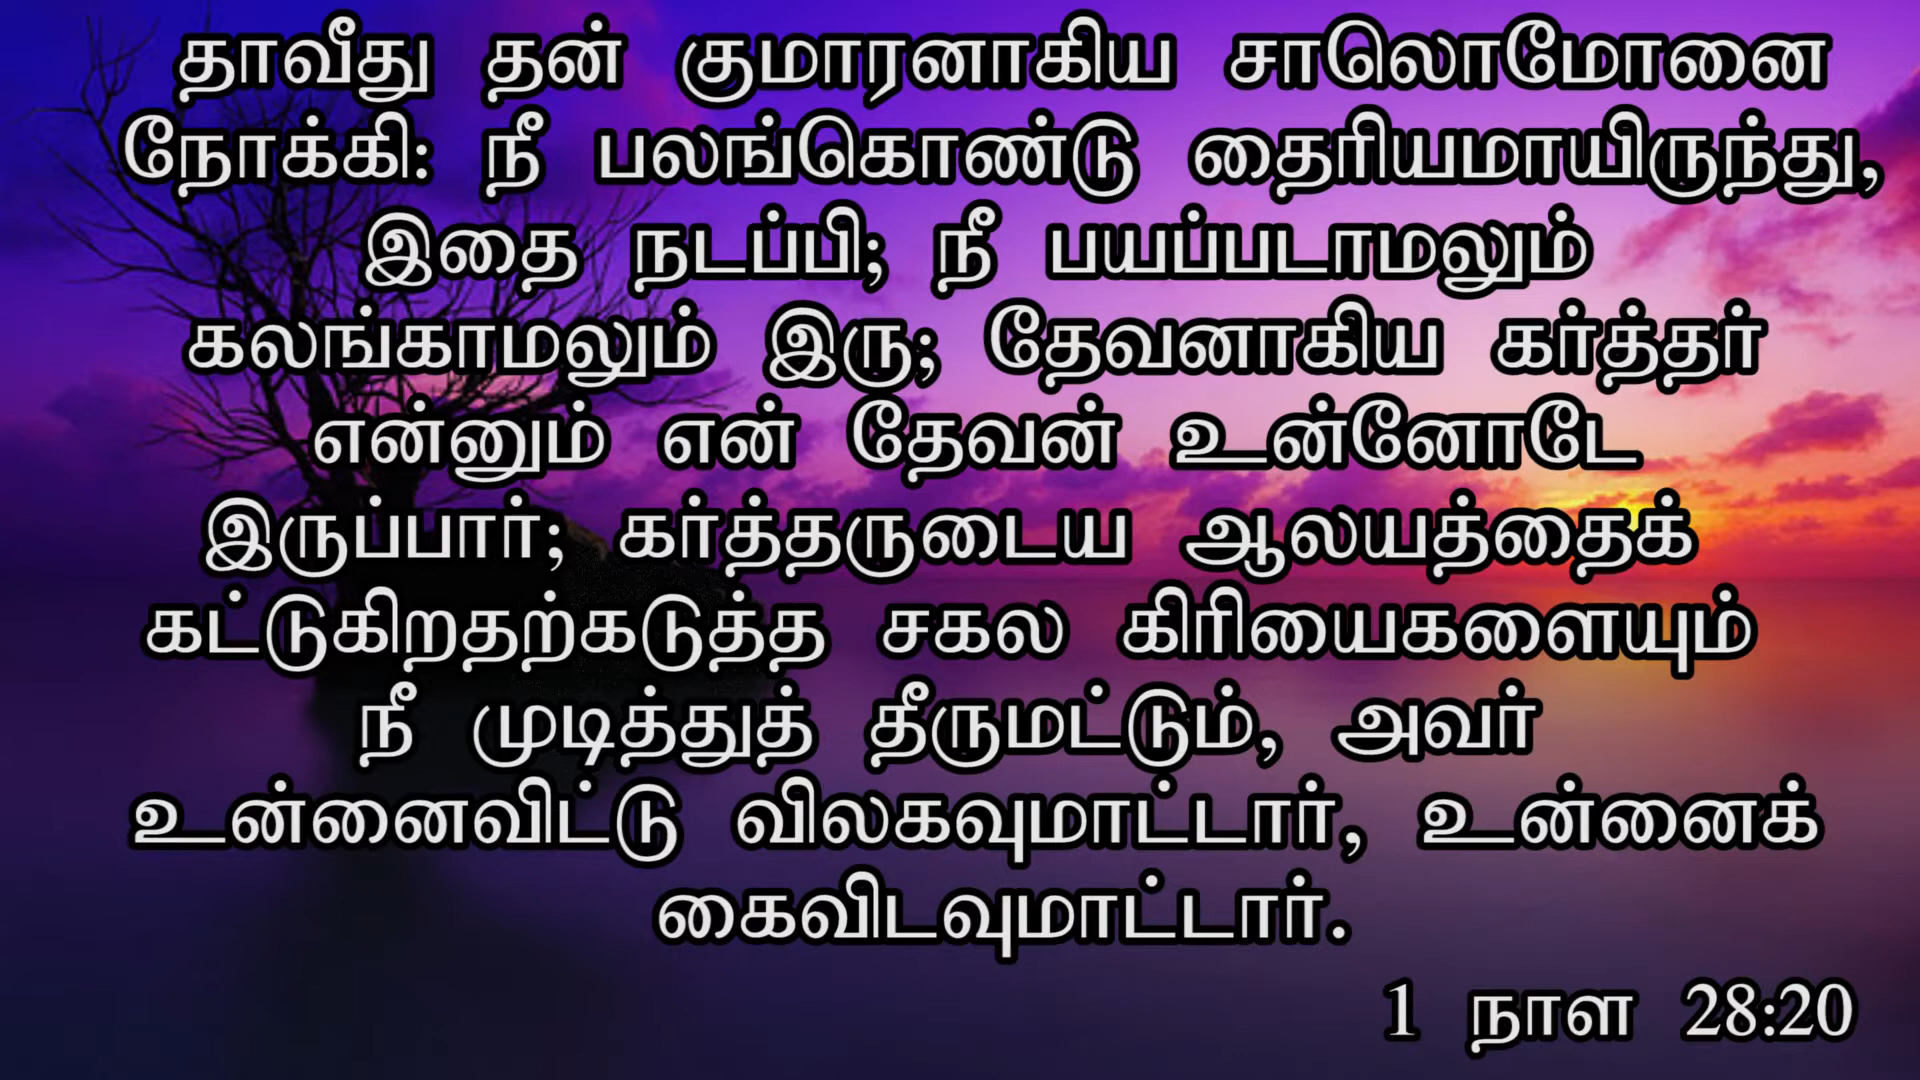 தாவீது தன் குமாரனாகிய சாலொமோனை
நோக்கி: நீ பலங்கொண்டு தைரியமாயிருந்து,
இதை நடப்பி; நீ பயப்படாமலும்
கலங்காமலும் இரு; தேவனாகிய கர்த்தர்
என்னும் என் தேவன் உன்னோடே
இருப்பார்; கர்த்தருடைய ஆலயத்தைக்
கட்டுகிறதற்கடுத்த சகல கிரியைகளையும்
நீ முடித்துத் தீருமட்டும், அவர்
உன்னைவிட்டு விலகவுமாட்டார், உன்னைக்
கைவிடவுமாட்டார்.
1 நாள 28:20